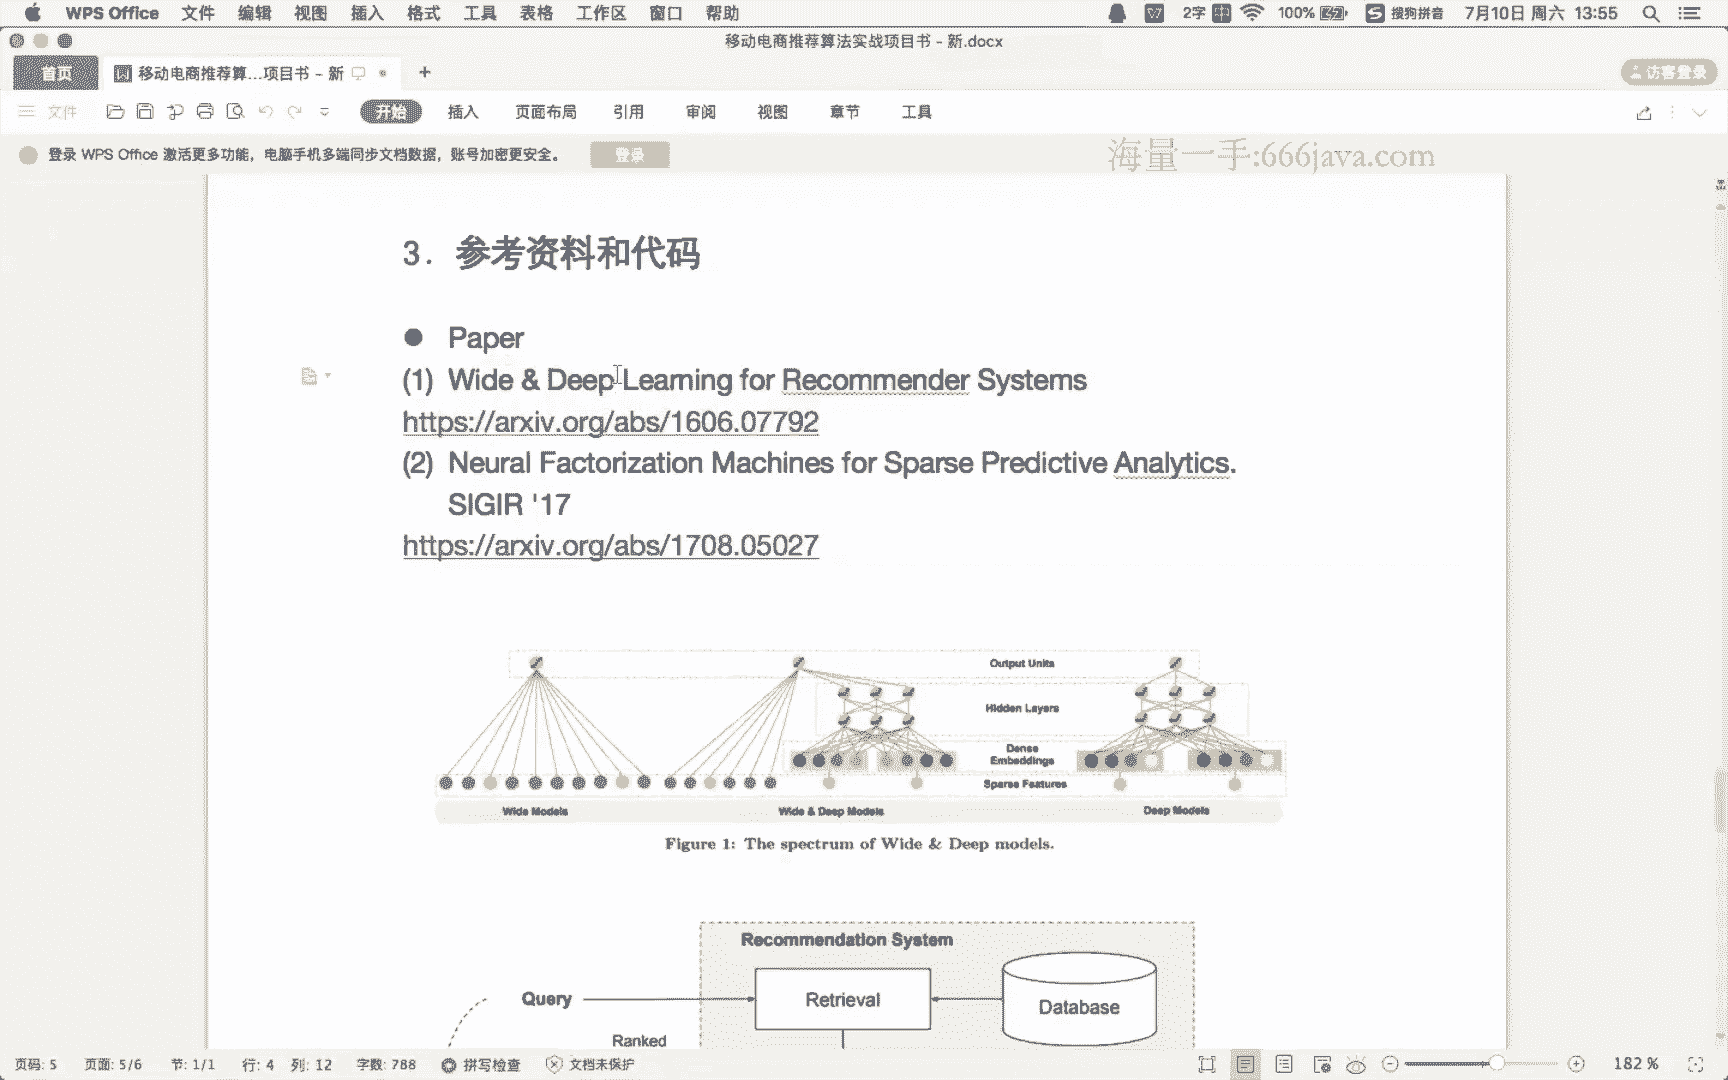 WPS Office 文件 编辑 视图 插入 格式 工具 表格 工作区 窗口 帮助 2字 中 100% 搜狗拼音 7月10日 周六 13:55
移动电商推荐算法实战项目书 - 新.docx
首页 移动电商推荐算...项目书 - 新 + 访客登录
文件 开始 插入 页面布局 引用 审阅 视图 章节 工具
登录 WPS Office 激活更多功能，电脑手机多端同步文档数据，账号加密更安全。 登录
海量一手:666java.com
3. 参考资料和代码
● Paper
(1) Wide & Deep Learning for Recommender Systems
https://arxiv.org/abs/1606.07792
(2) Neural Factorization Machines for Sparse Predictive Analytics.
SIGIR '17
https://arxiv.org/abs/1708.05027
Output Units
Hidden Layers
Dense
Embeddings
Sparse Features
Wide Models Wide & Deep Models Deep Models
Figure 1: The spectrum of Wide & Deep models.
Recommendation System
Query Retrieval Database
Ranked
页码: 5 页面: 5/6 节: 1/1 行: 4 列: 12 字数: 788 拼写检查 文档未保护 182 %